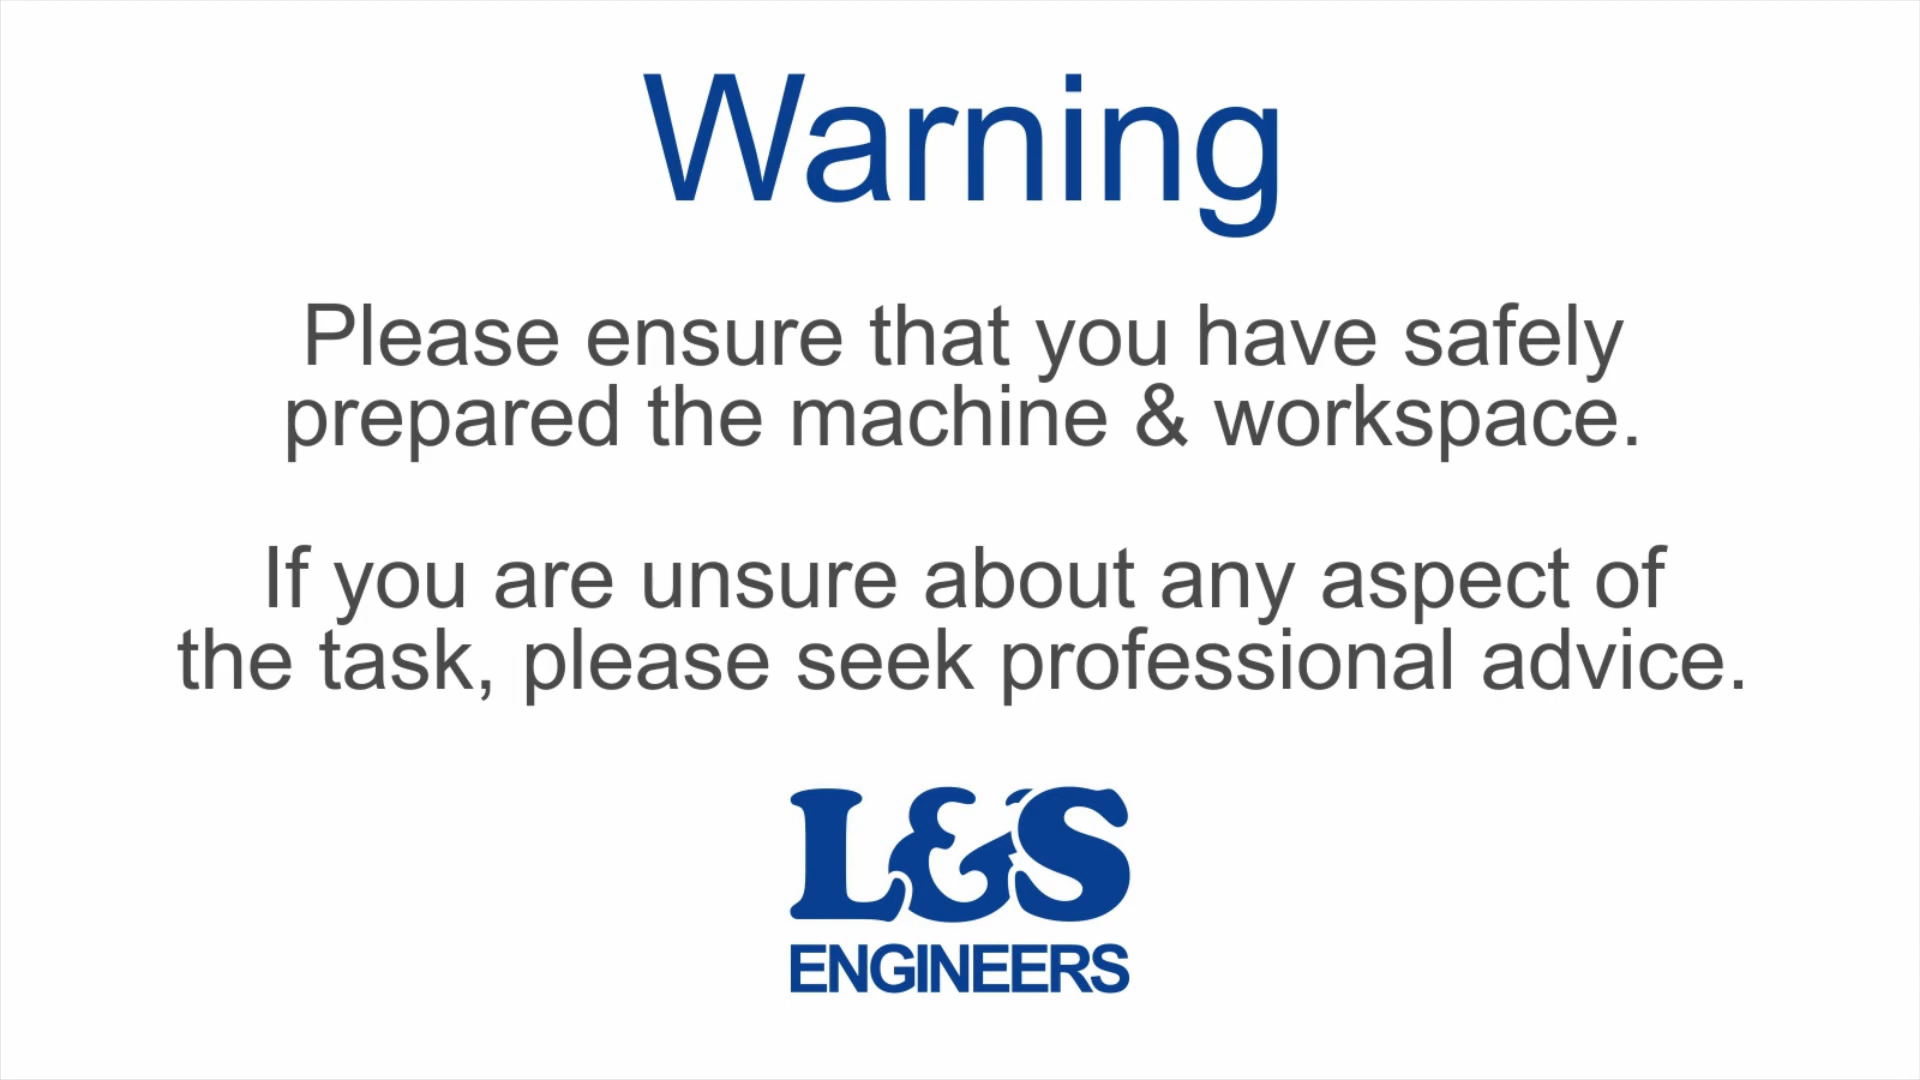 Warning
Please ensure that you have safely
prepared the machine & workspace.
If you are unsure about any aspect of
the task, please seek professional advice.
L&S
ENGINEERS